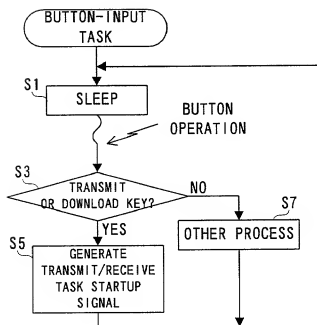 BUTTON-INPUT
TASK
S1
SLEEP
BUTTON
OPERATION
S3
TRANSMIT
OR DOWNLOAD KEY?
NO
YES
S7
OTHER PROCESS
S5
GENERATE
TRANSMIT/RECEIVE
TASK STARTUP
SIGNAL